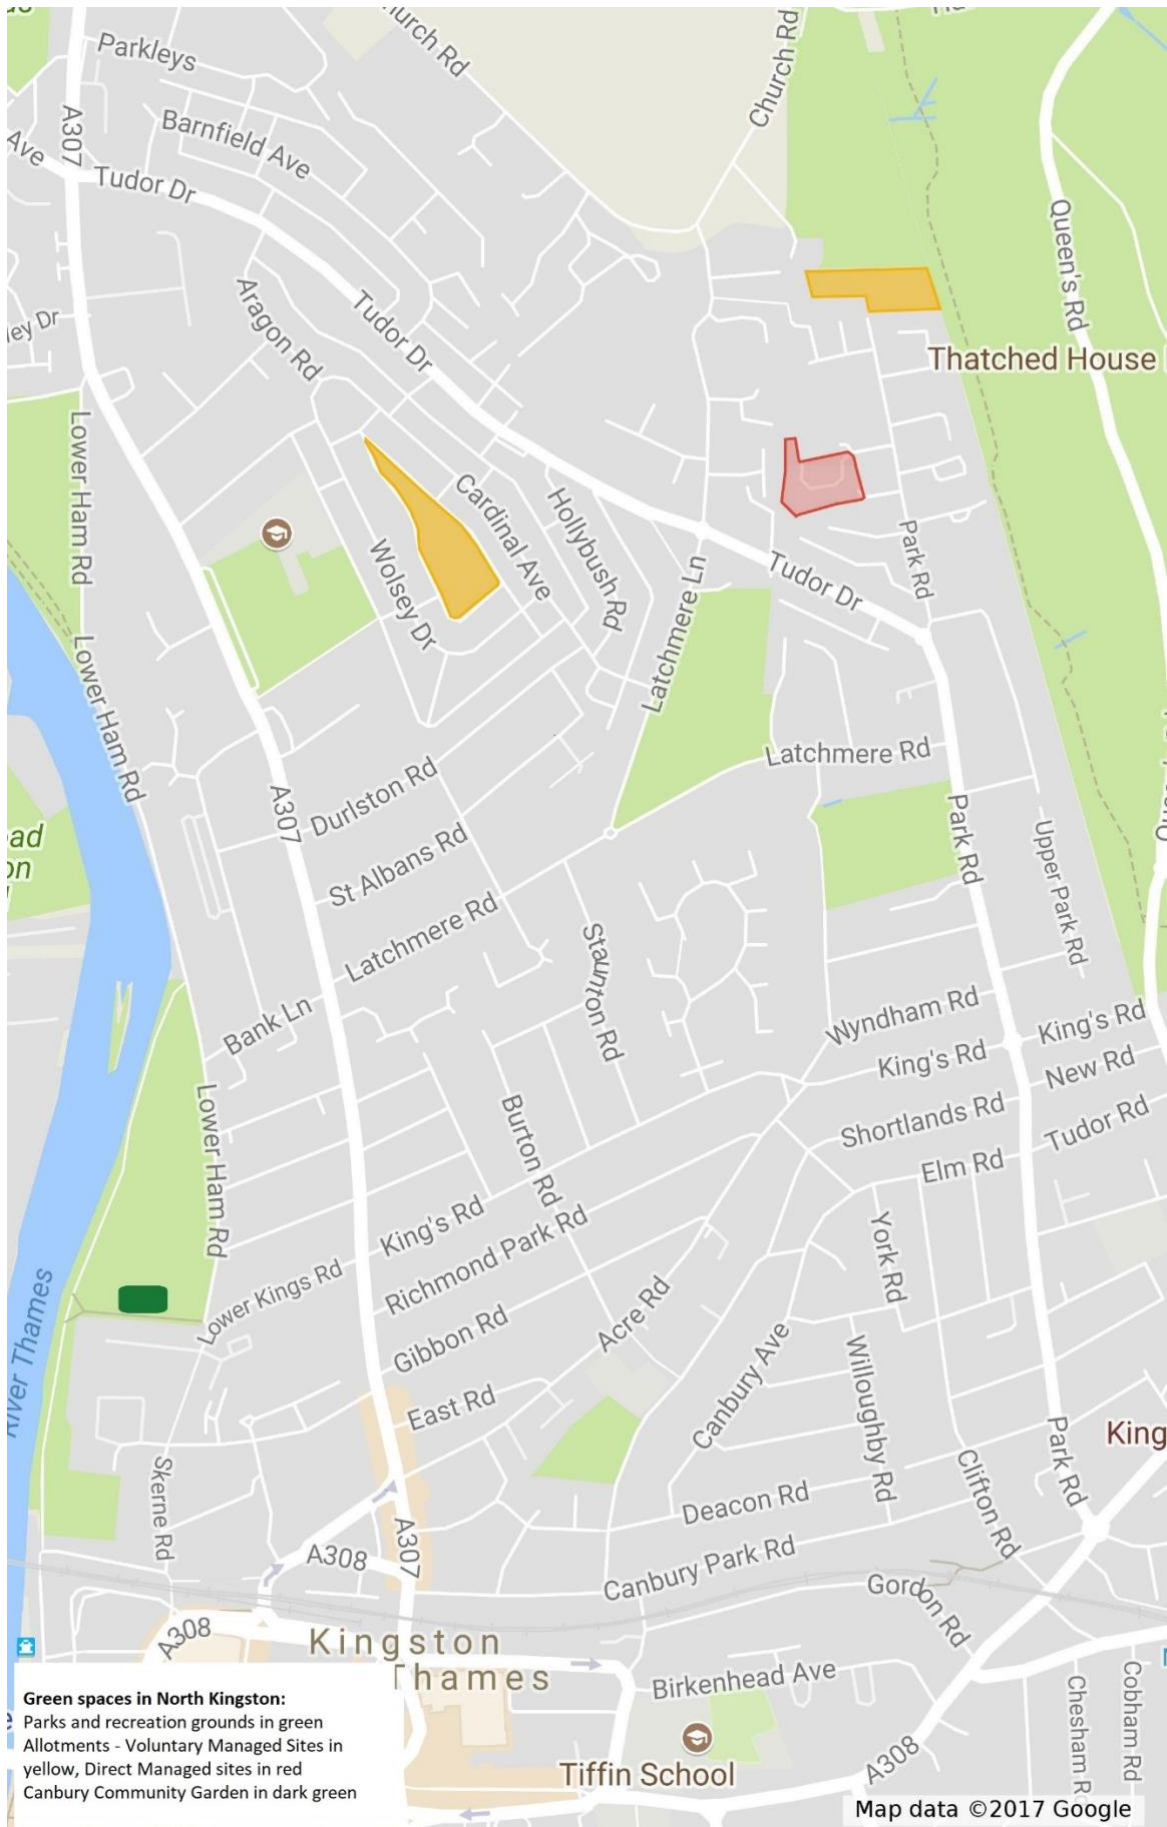 Parkleys
Church Rd
A307
Barnfield Ave
Ave
Tudor Dr
Queen's Rd
Aragon Rd
Tudor Dr
ley Dr
Thatched House
Lower Ham Rd
Cardinal Ave
Hollybush Rd
Park Rd
Wolsey Dr
Tudor Dr
Latchmere Ln
Lower Ham Rd
Latchmere Rd
Durlston Rd
A307
Park Rd
St Albans Rd
Upper Park Rd
ead
on
Latchmere Rd
Staunton Rd
Bank Ln
Wyndham Rd
King's Rd
King's Rd
New Rd
Lower Ham Rd
Burton Rd
Shortlands Rd
Tudor Rd
Elm Rd
King's Rd
York Rd
Richmond Park Rd
Lower Kings Rd
River Thames
Gibbon Rd
Acre Rd
Canbury Ave
Willoughby Rd
East Rd
King
Park Rd
Clifton Rd
Skerne Rd
Deacon Rd
A307
A308
Canbury Park Rd
Gordon Rd
A308
Kingston
Thames
Birkenhead Ave
Chesham Rd
Cobham Rd
Tiffin School
A308
Green spaces in North Kingston:
Parks and recreation grounds in green
Allotments - Voluntary Managed Sites in
yellow, Direct Managed sites in red
Canbury Community Garden in dark green
Map data ©2017 Google